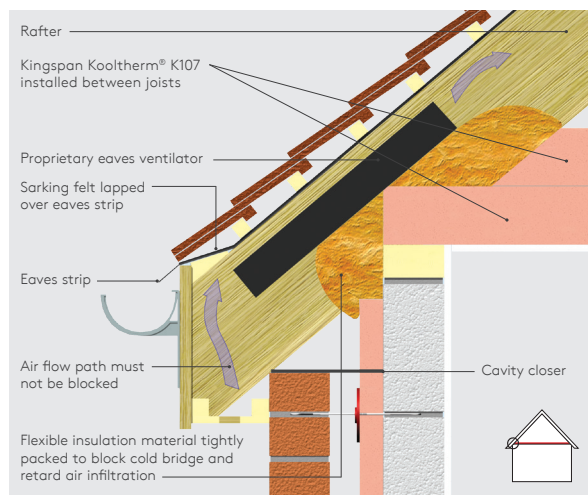 Rafter
Kingspan Kooltherm® K107
installed between joists
Proprietary eaves ventilator
Sarking felt lapped
over eaves strip
Eaves strip
Air flow path must
not be blocked
Cavity closer
Flexible insulation material tightly
packed to block cold bridge and
retard air infiltration